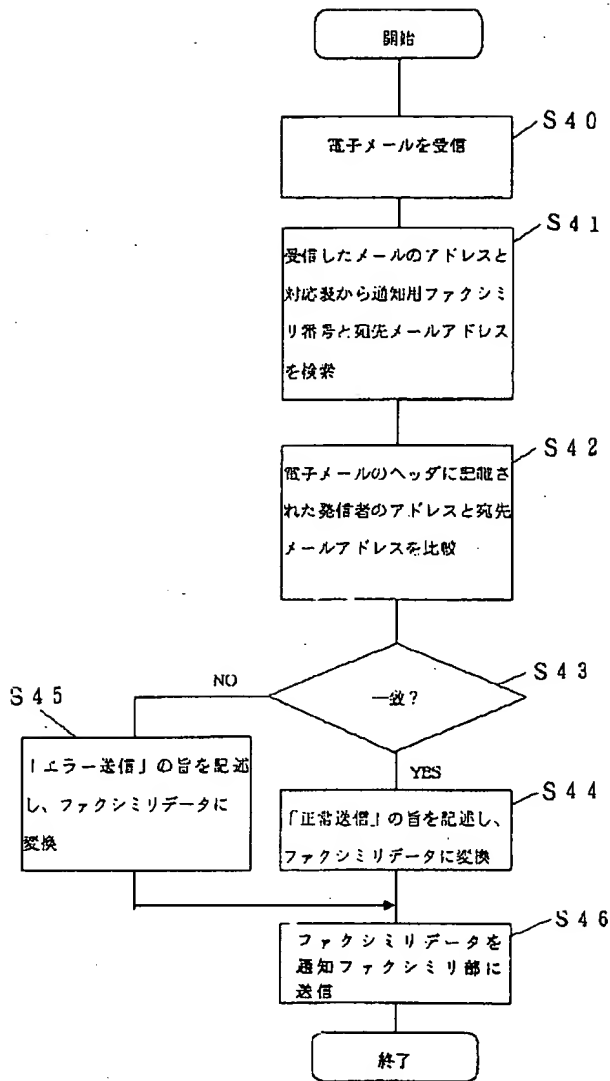 開始
S40
電子メールを受信
S41
受信したメールのアドレスと
対応表から通知用ファクシミ
リ番号と宛先メールアドレス
を検索
S42
電子メールのヘッダに記載さ
れた発信者のアドレスと宛先
メールアドレスを比較
S43
一致?
NO
YES
S45
「エラー送信」の旨を記述
し、ファクシミリデータに
変換
S44
「正常送信」の旨を記述し、
ファクシミリデータに変換
S46
ファクシミリデータを
通知ファクシミリ部に
送信
終了